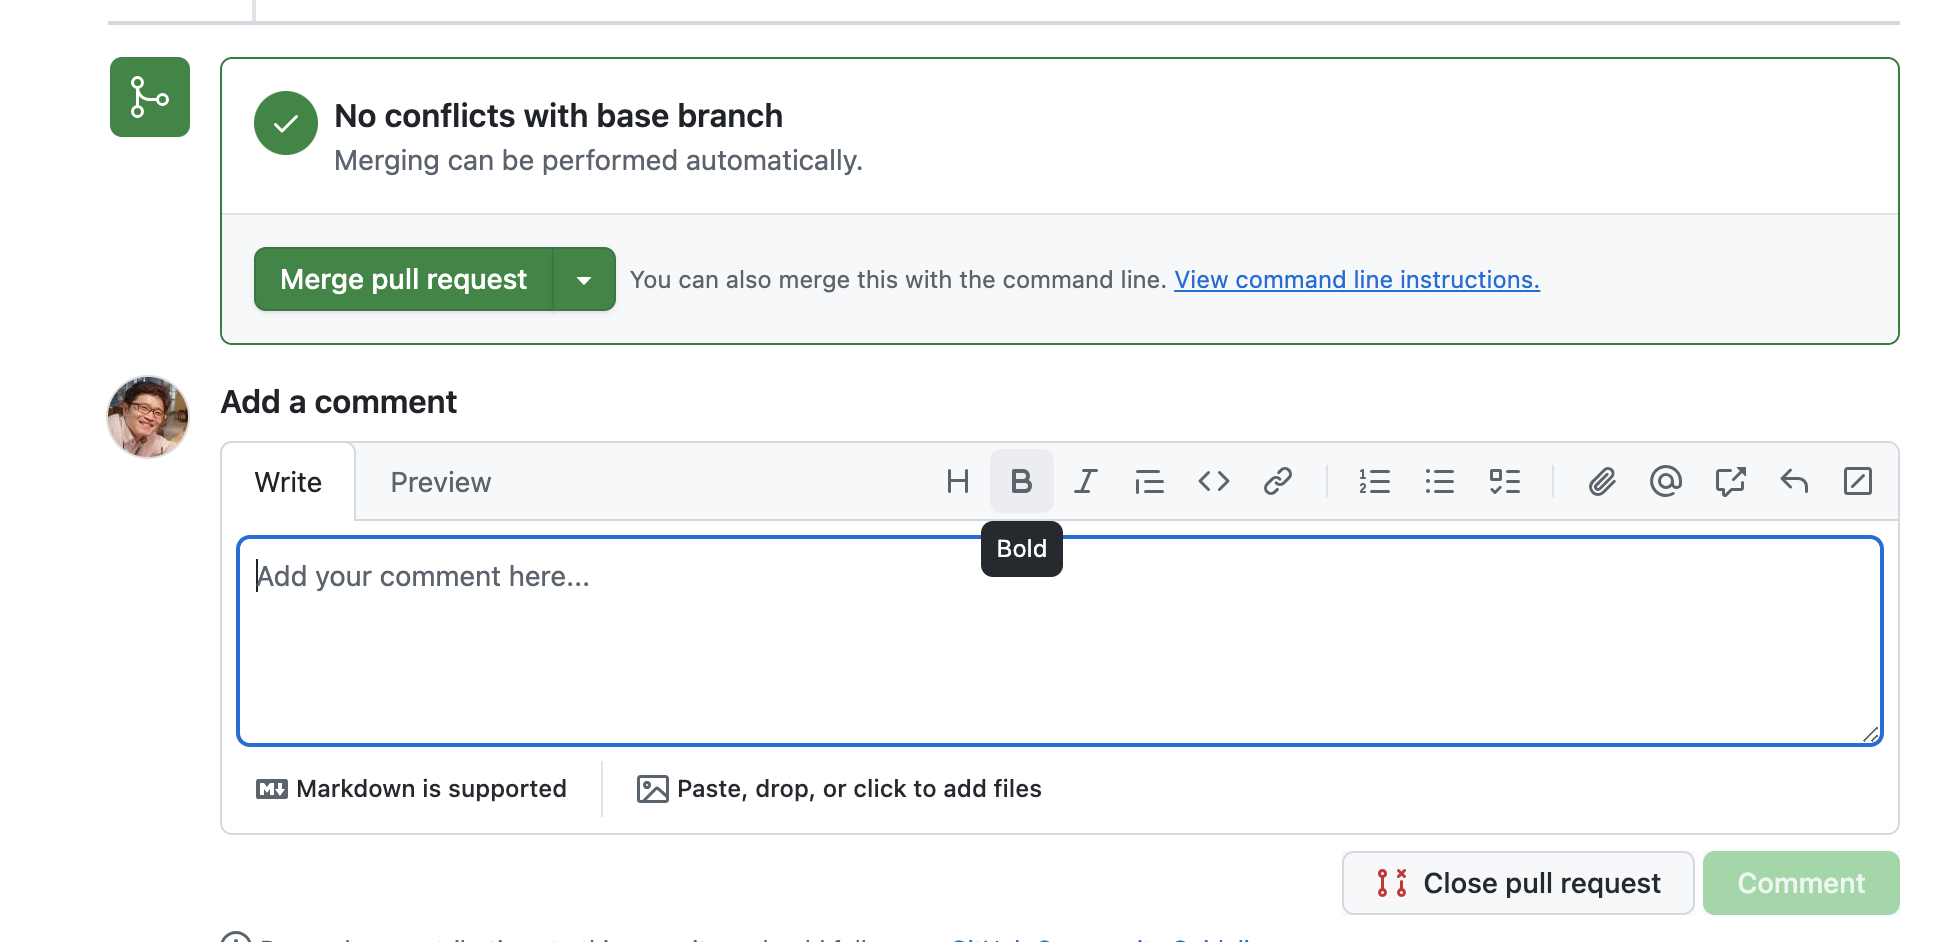 No conflicts with base branch
Merging can be performed automatically.
Merge pull request
You can also merge this with the command line. View command line instructions.
Add a comment
Write
Preview
Bold
Add your comment here...
Markdown is supported
Paste, drop, or click to add files
Close pull request
Comment